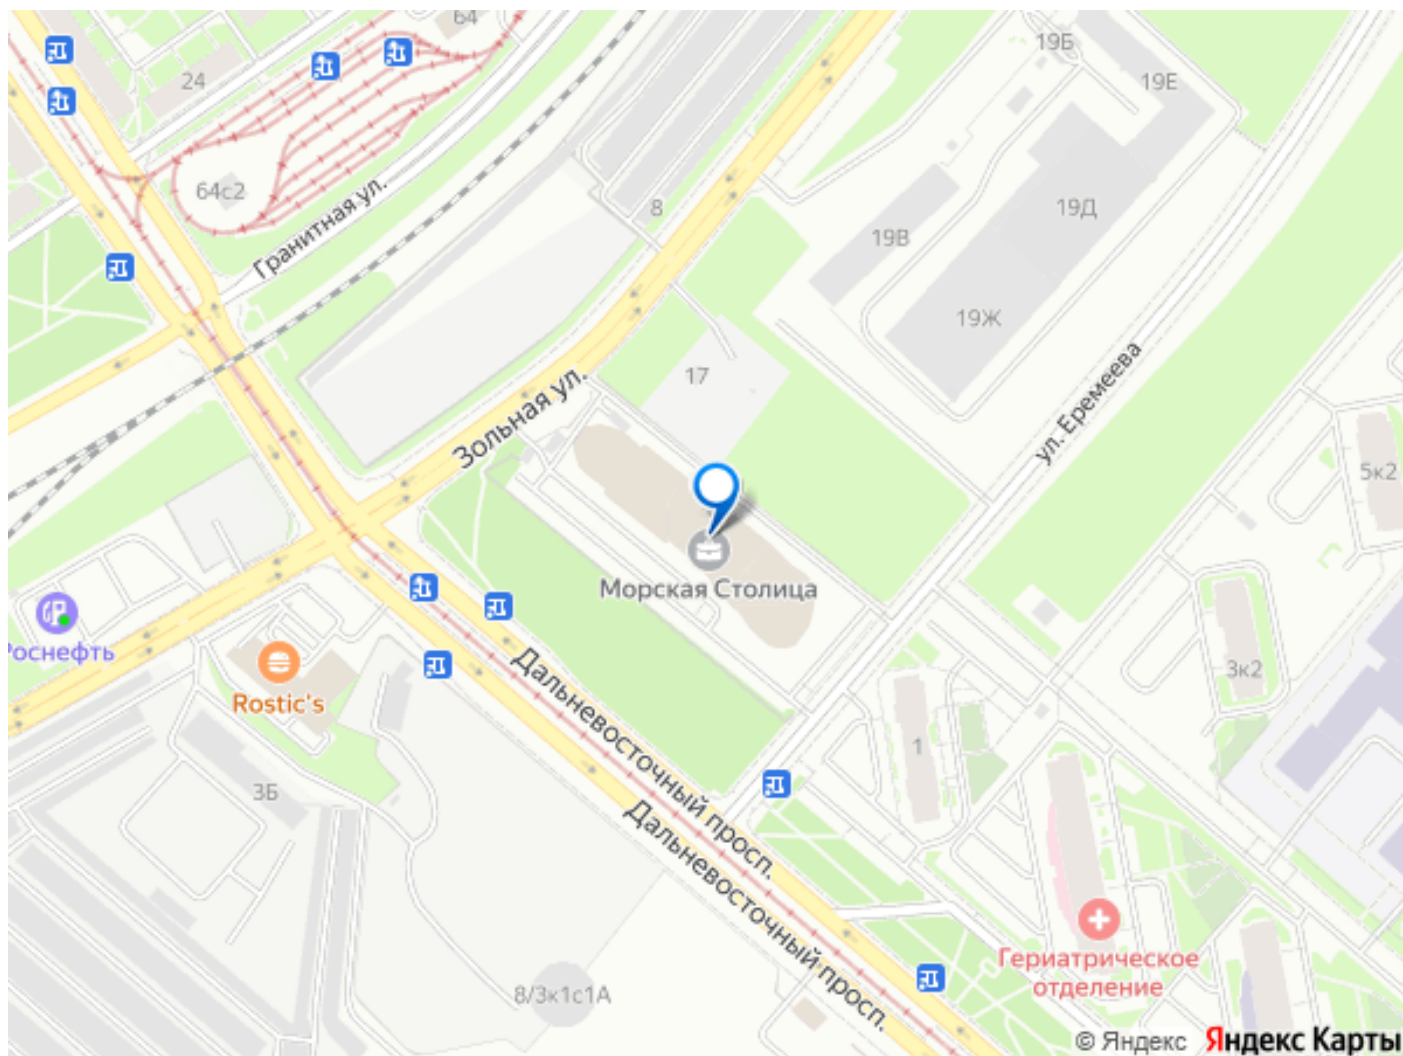 64
19Б
24
19Е
64с2
Гранитная ул.
8
19Д
19В
19Ж
17
ул. Еремеева
Зольная ул.
5к2
Морская Столица
Роснефть
3к2
Rostic's
Дальневосточный просп.
1
3Б
Дальневосточный просп.
Гериатрическое
отделение
8/3к1с1А
© Яндекс Яндекс Карты